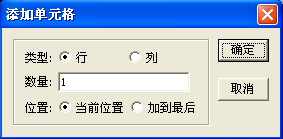 添加单元格
类型: 行 列
确定
数量: 1
取消
位置: 当前位置 加到最后